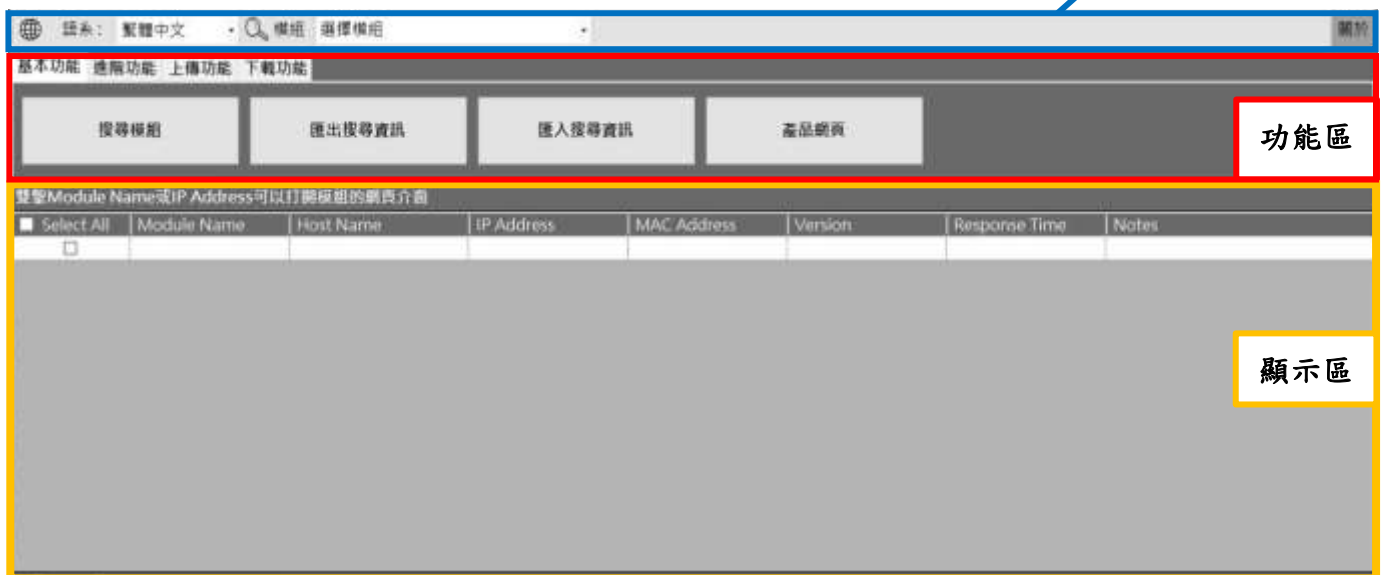 語系: 繁體中文 模組 選擇模組 關於
基本功能 進階功能 上傳功能 下載功能
搜尋模組 匯出搜尋資訊 匯入搜尋資訊 產品網頁
功能區
雙擊Module Name或IP Address可以打開模組的網頁介面
Select All Module Name Host Name IP Address MAC Address Version Response Time Notes
顯示區